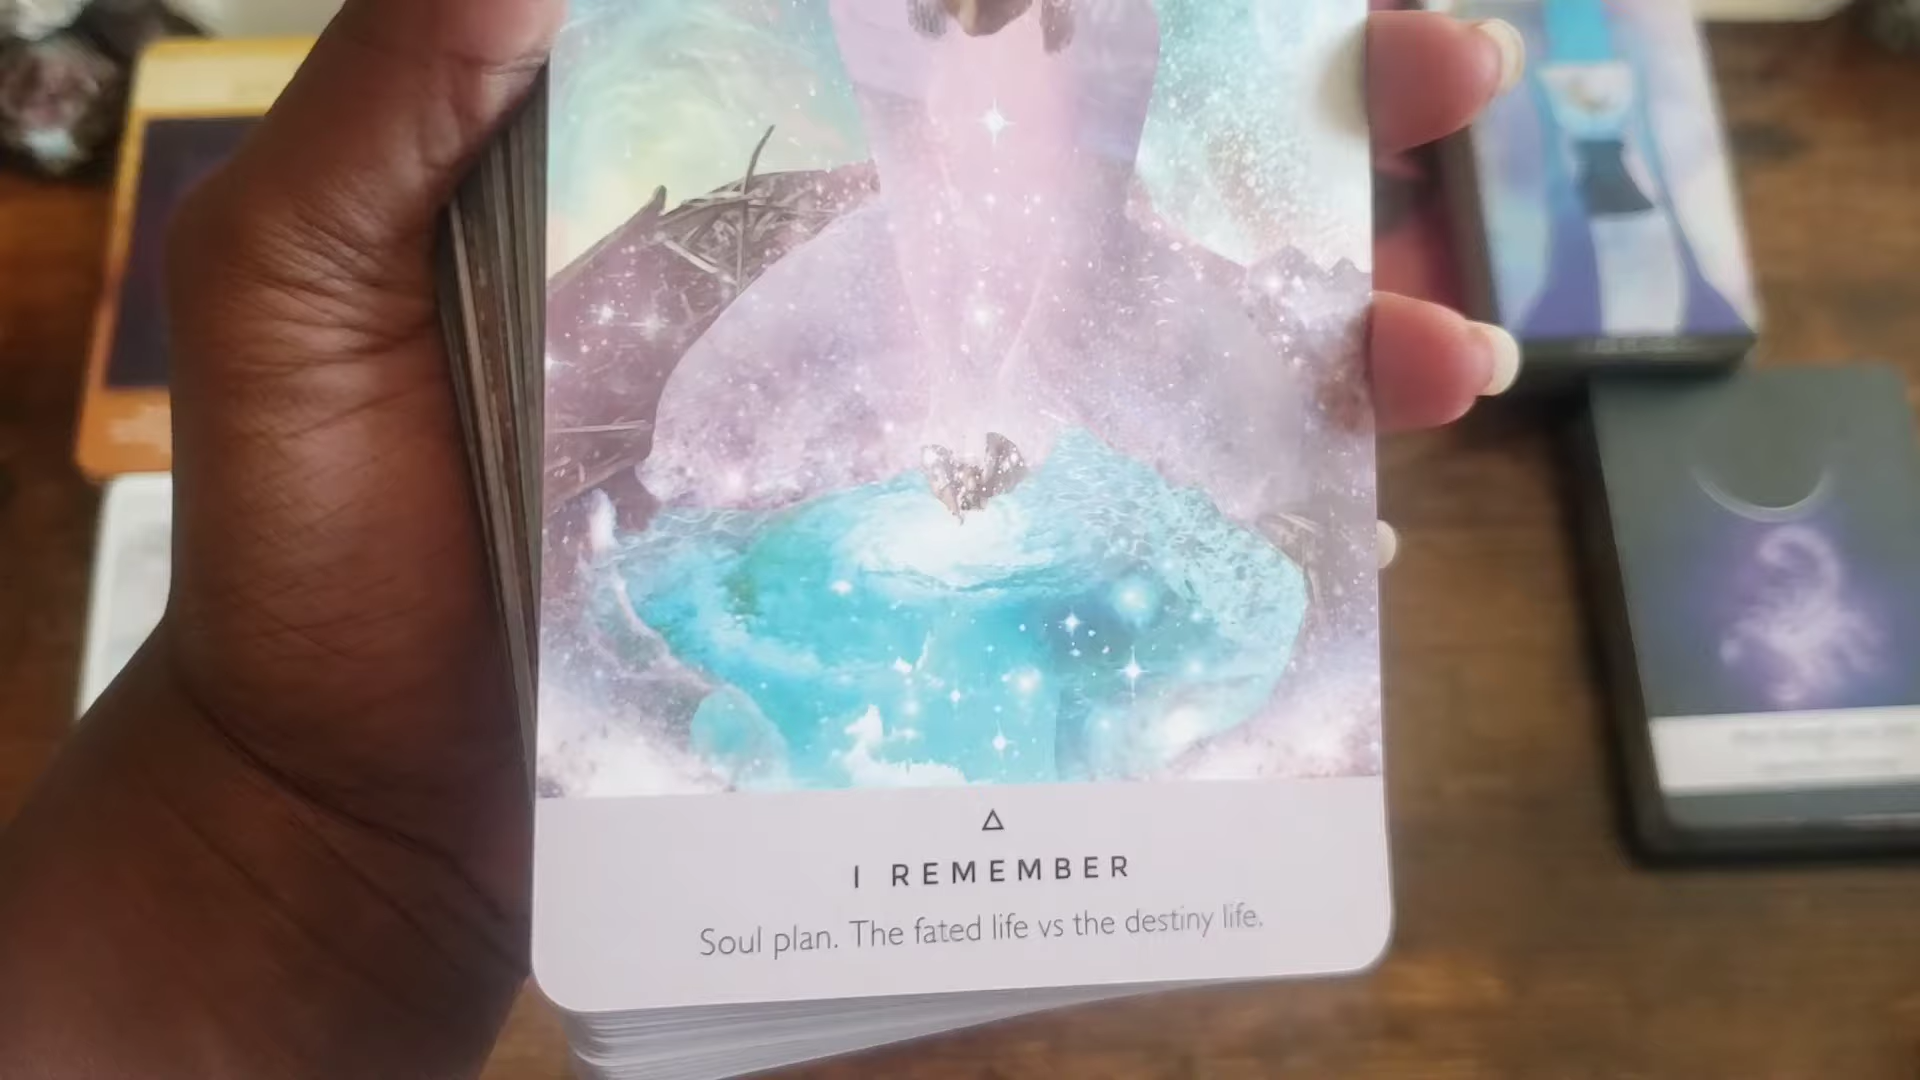 I REMEMBER
Soul plan. The fated life vs the destiny life.